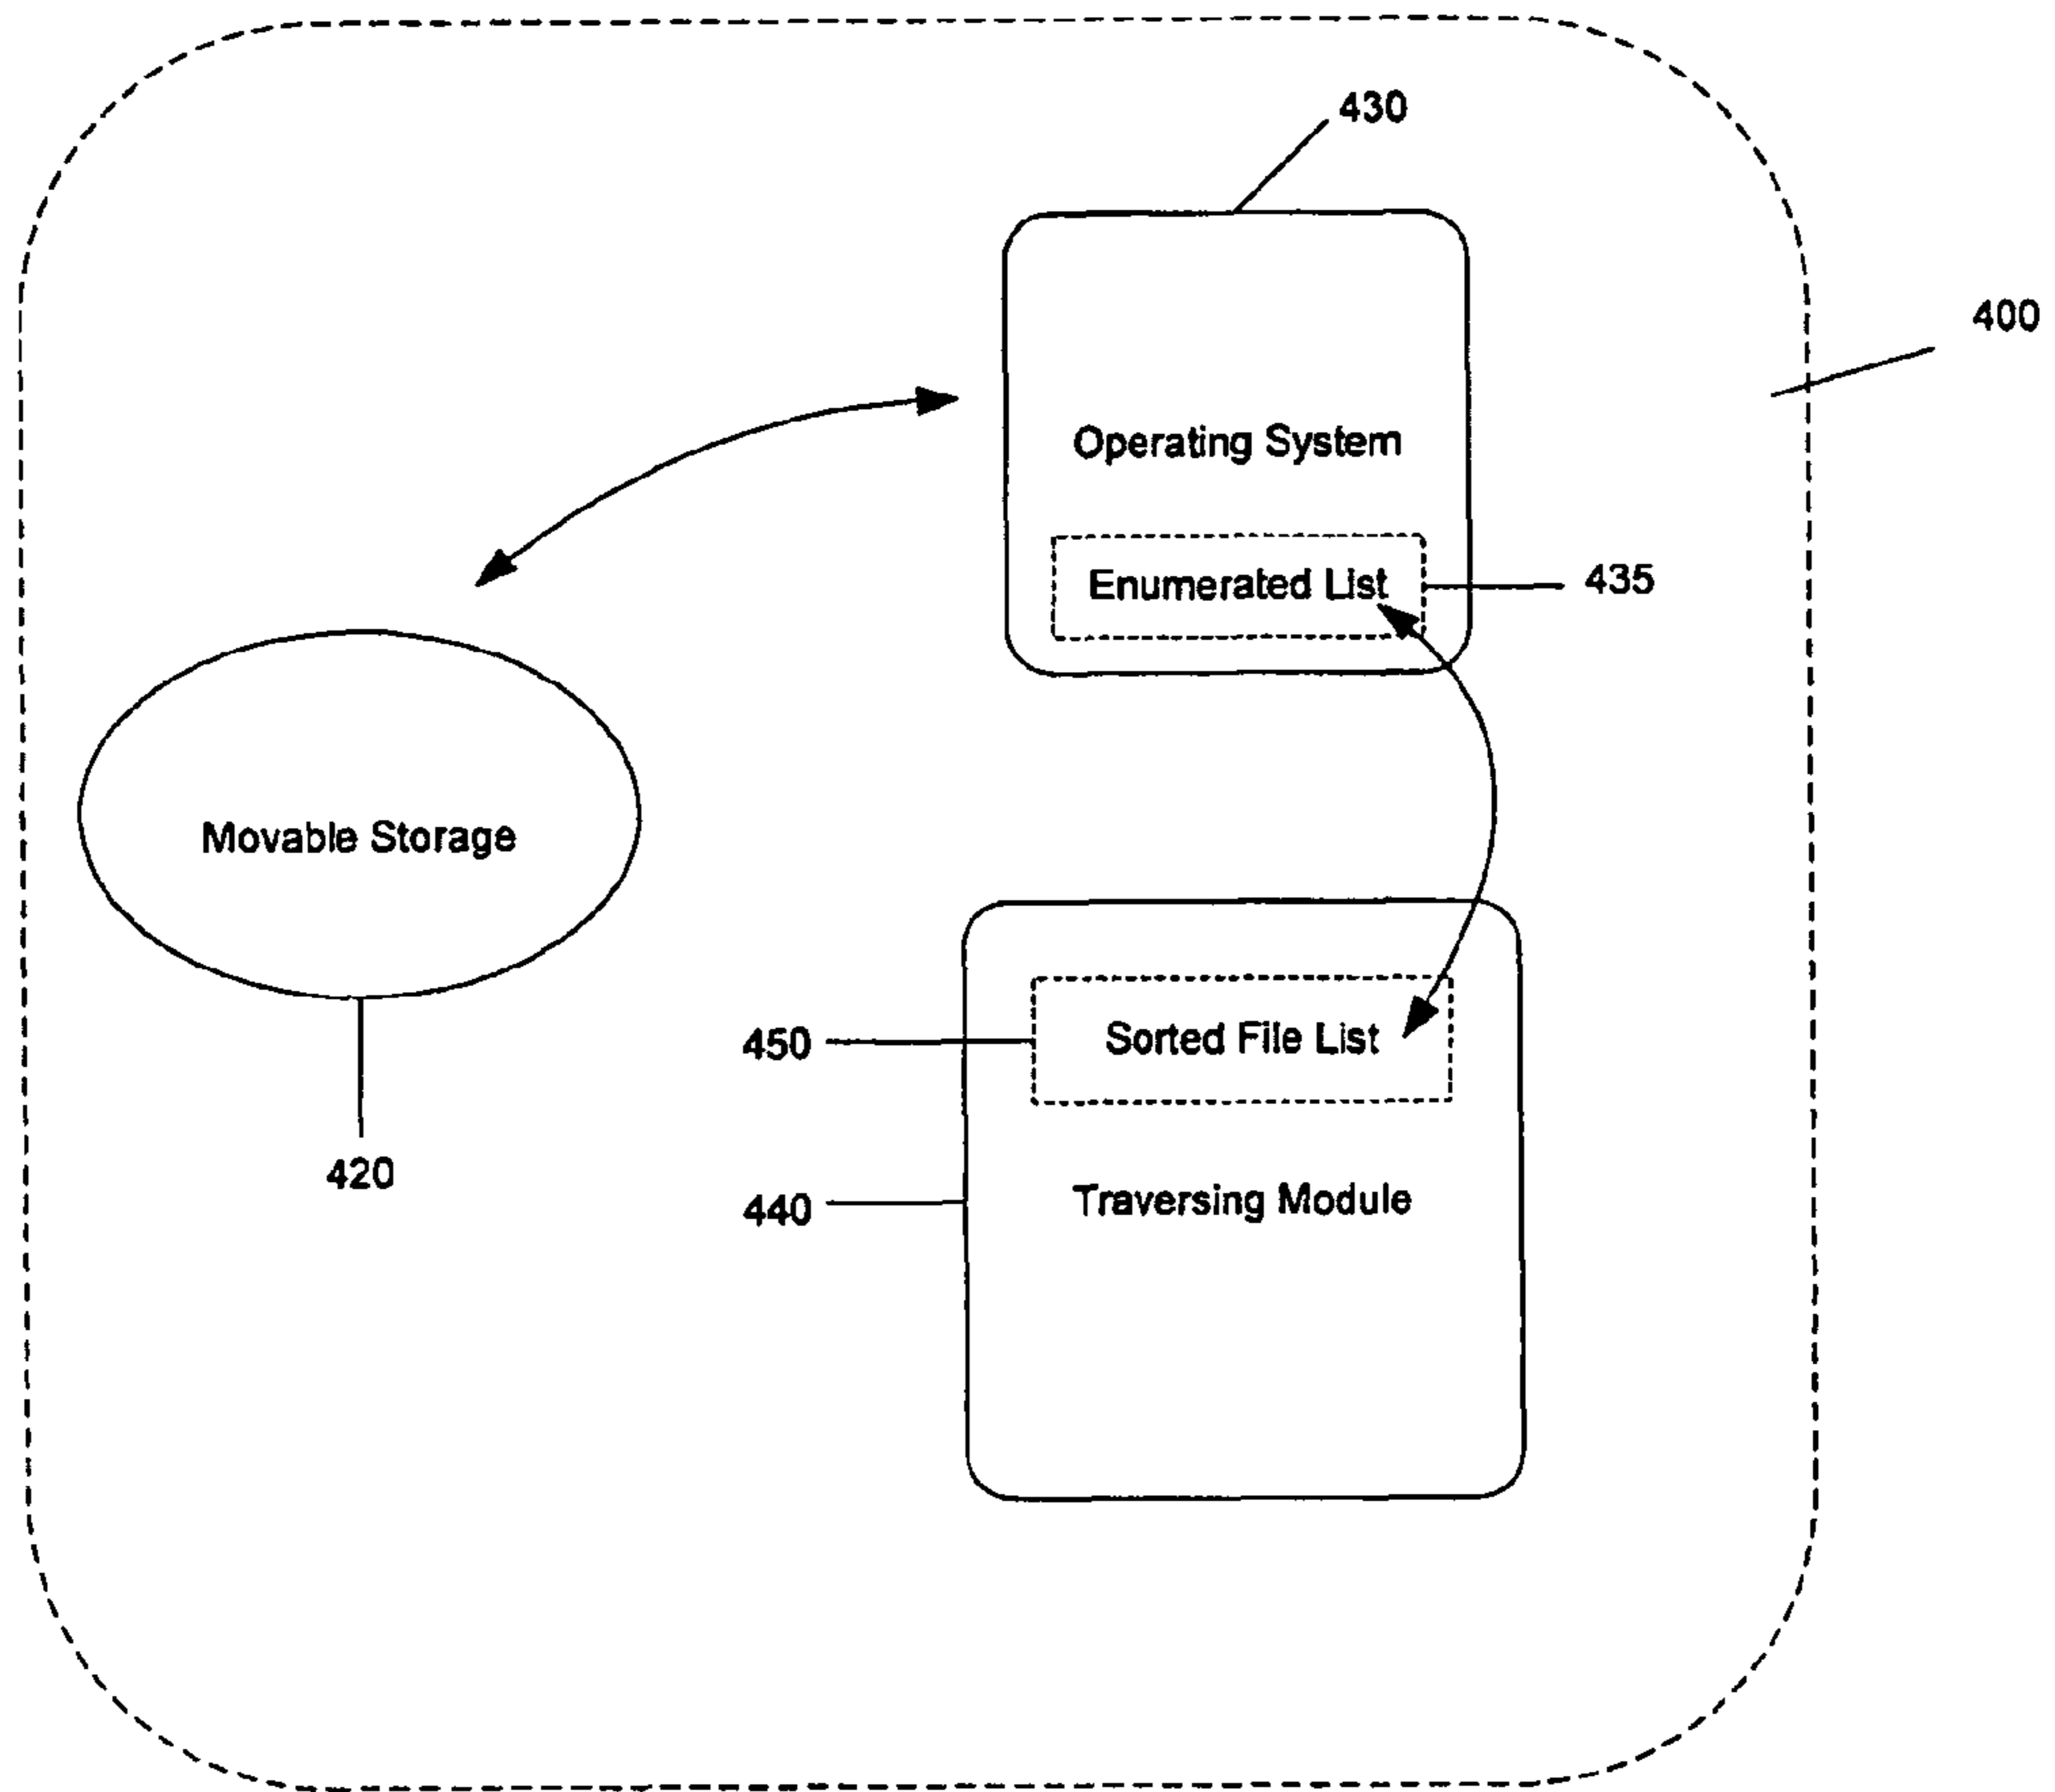 430
400
Operating System
Enumerated List
435
Movable Storage
450
Sorted File List
420
440
Traversing Module